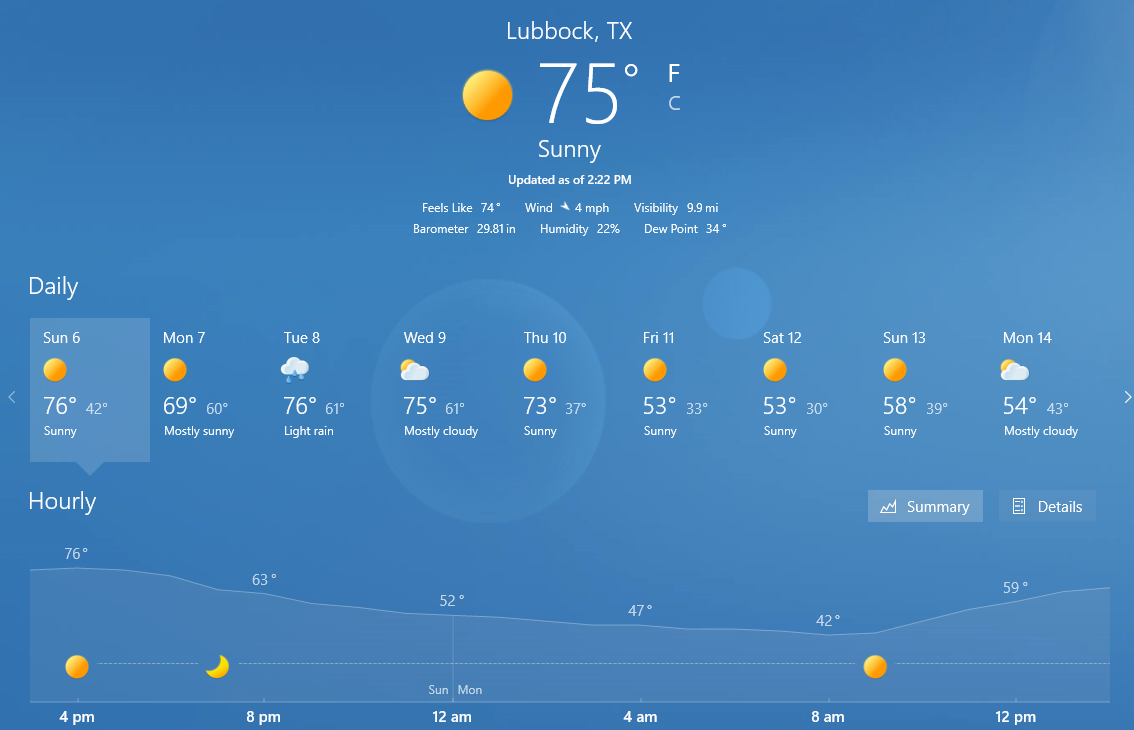 Lubbock, TX
75° F
C
Sunny
Updated as of 2:22 PM
Feels Like 74° Wind 4 mph Visibility 9.9 mi
Barometer 29.81 in Humidity 22% Dew Point 34°
Daily
Sun 6 Mon 7 Tue 8 Wed 9 Thu 10 Fri 11 Sat 12 Sun 13 Mon 14
76° 42° 69° 60° 76° 61° 75° 61° 73° 37° 53° 33° 53° 30° 58° 39° 54° 43°
Sunny Mostly sunny Light rain Mostly cloudy Sunny Sunny Sunny Sunny Mostly cloudy
Hourly
Summary Details
76° 63° 52° 47° 42° 59°
Sun Mon
4 pm 8 pm 12 am 4 am 8 am 12 pm